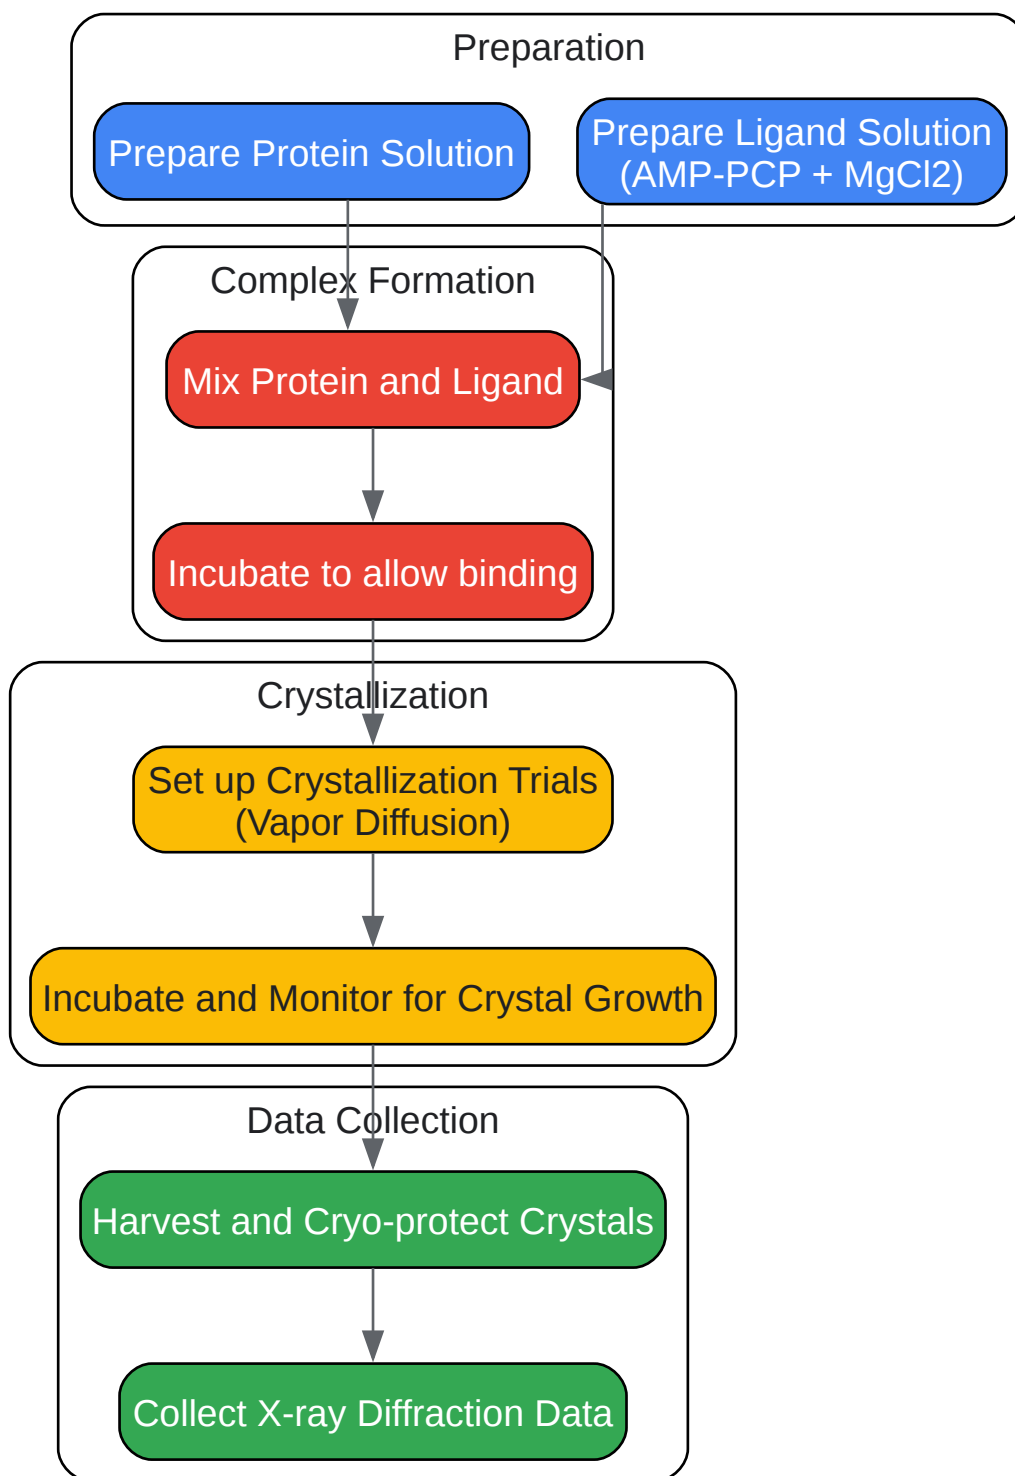 Preparation
Prepare Protein Solution
Prepare Ligand Solution
(AMP-PCP + MgCl2)
Complex Formation
Mix Protein and Ligand
Incubate to allow binding
Crystallization
Set up Crystallization Trials
(Vapor Diffusion)
Incubate and Monitor for Crystal Growth
Data Collection
Harvest and Cryo-protect Crystals
Collect X-ray Diffraction Data